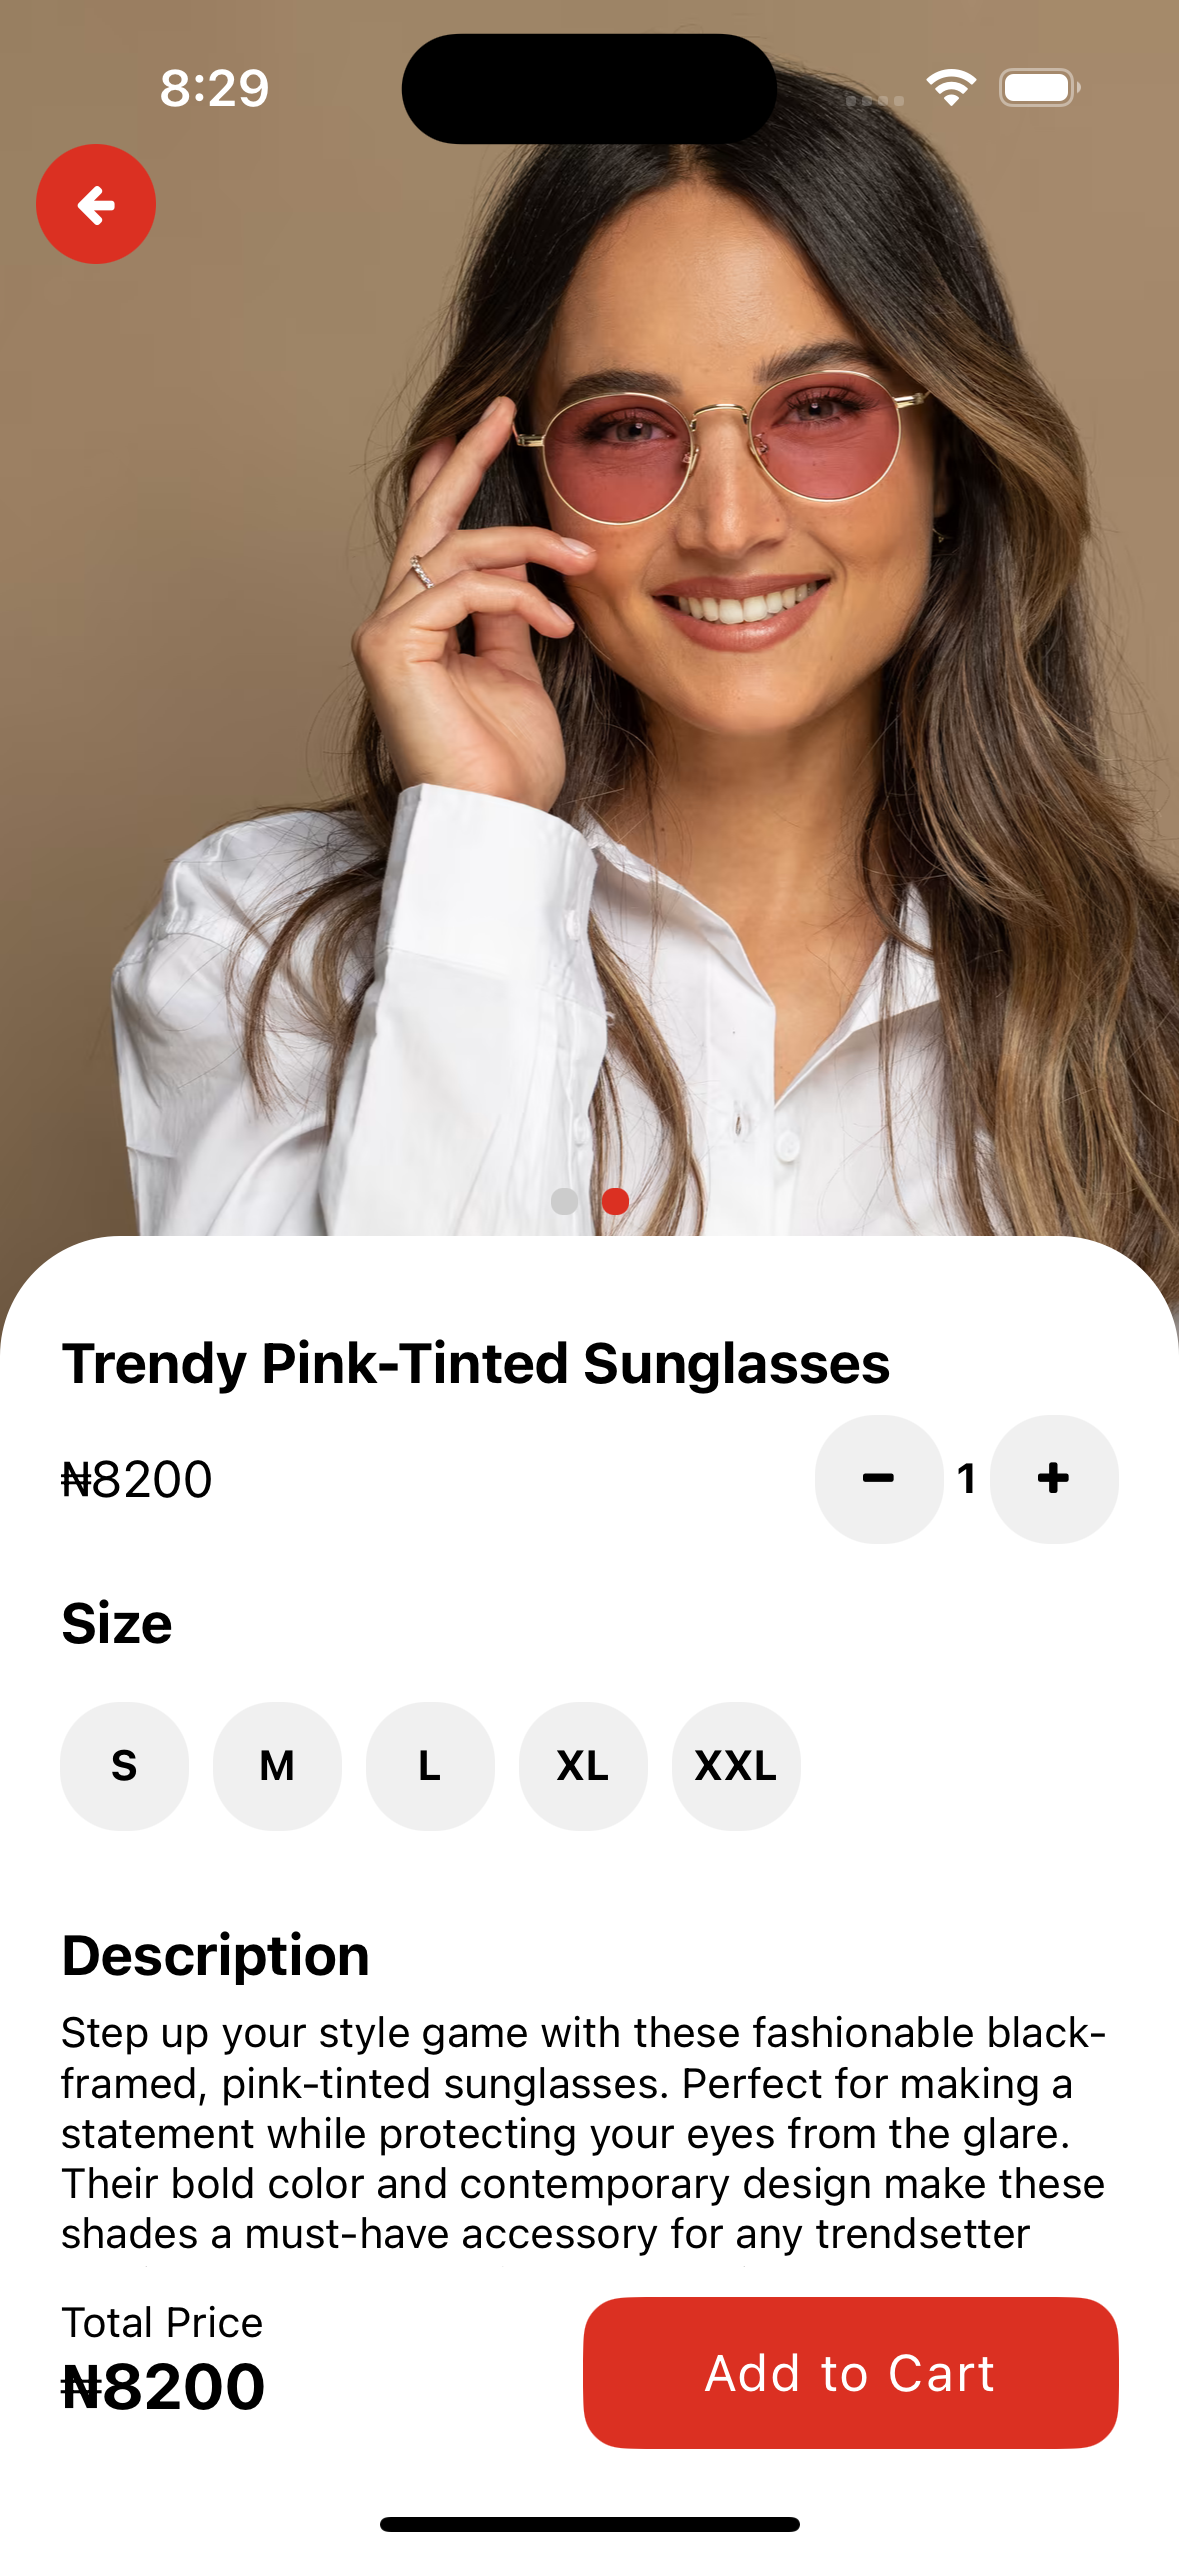 8:29
Trendy Pink-Tinted Sunglasses
₦8200
1
Size
S M L XL XXL
Description
Step up your style game with these fashionable black-
framed, pink-tinted sunglasses. Perfect for making a
statement while protecting your eyes from the glare.
Their bold color and contemporary design make these
shades a must-have accessory for any trendsetter
Total Price
₦8200
Add to Cart